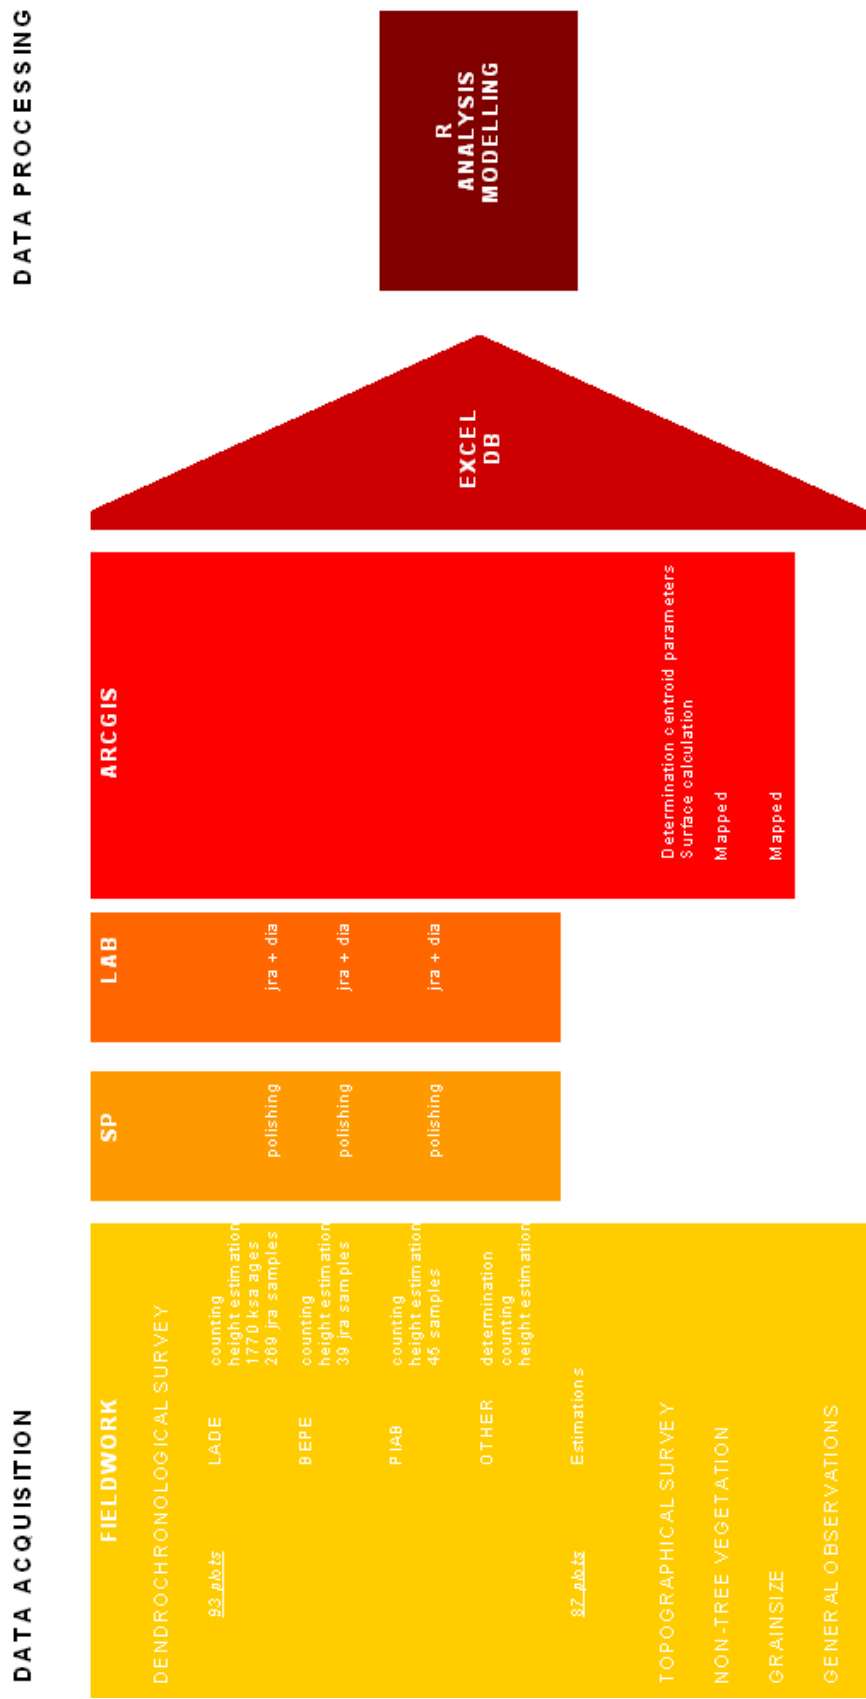 DATA ACQUISITION
DATA PROCESSING
FIELDWORK
DENDROCHRONOLOGICAL SURVEY
93 plots
LADE
counting
height estimation
1770 ksa ages
269 jra samples
BEPE
counting
height estimation
39 jra samples
PIAB
counting
height estimation
45 samples
OTHER
determination
counting
height estimation
87 plots
Estimations
TOPOGRAPHICAL SURVEY
NON-TREE VEGETATION
GRAINSIZE
GENERAL OBSERVATIONS
SP
polishing
polishing
polishing
LAB
jra + dia
jra + dia
jra + dia
ARCGIS
Determination centroid parameters
Surface calculation
Mapped
Mapped
EXCEL
DB
R
ANALYSIS
MODELLING